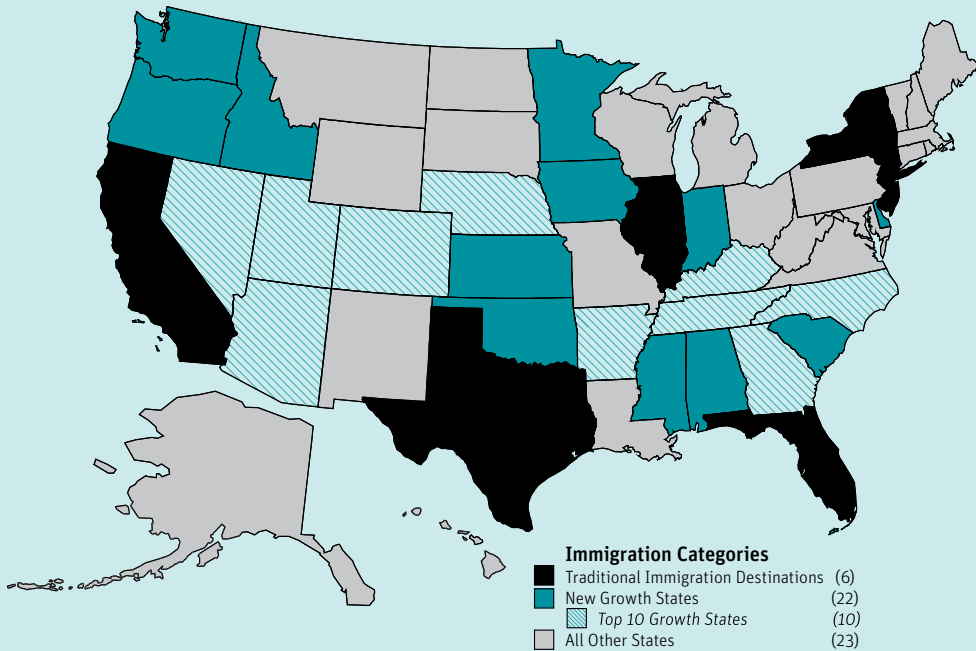 Immigration Categories
Traditional Immigration Destinations (6)
New Growth States (22)
Top 10 Growth States (10)
All Other States (23)